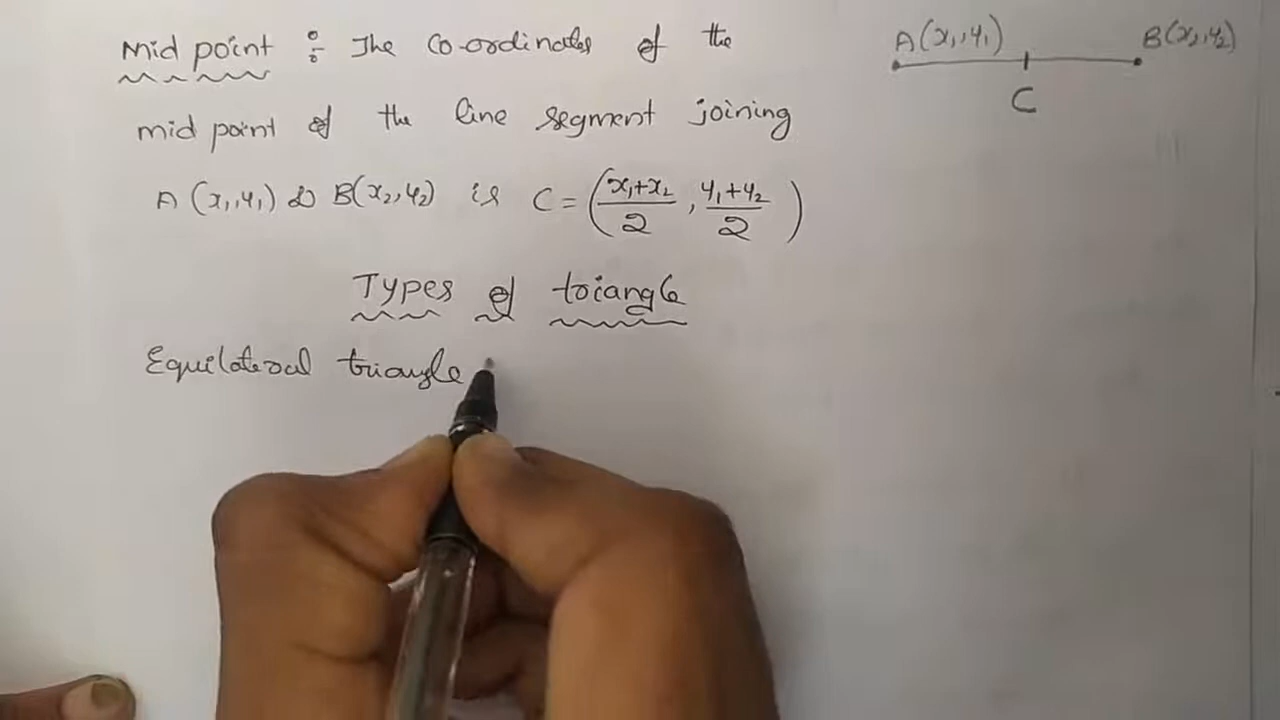 Mid point : The co-ordinates of the
A(x₁,y₁) B(x₂,y₂)
C
mid point of the line segment joining
A (x₁,y₁) & B(x₂,y₂) is C = ((x₁+x₂)/2, (y₁+y₂)/2)
Types of triangle
Equilateral triangle